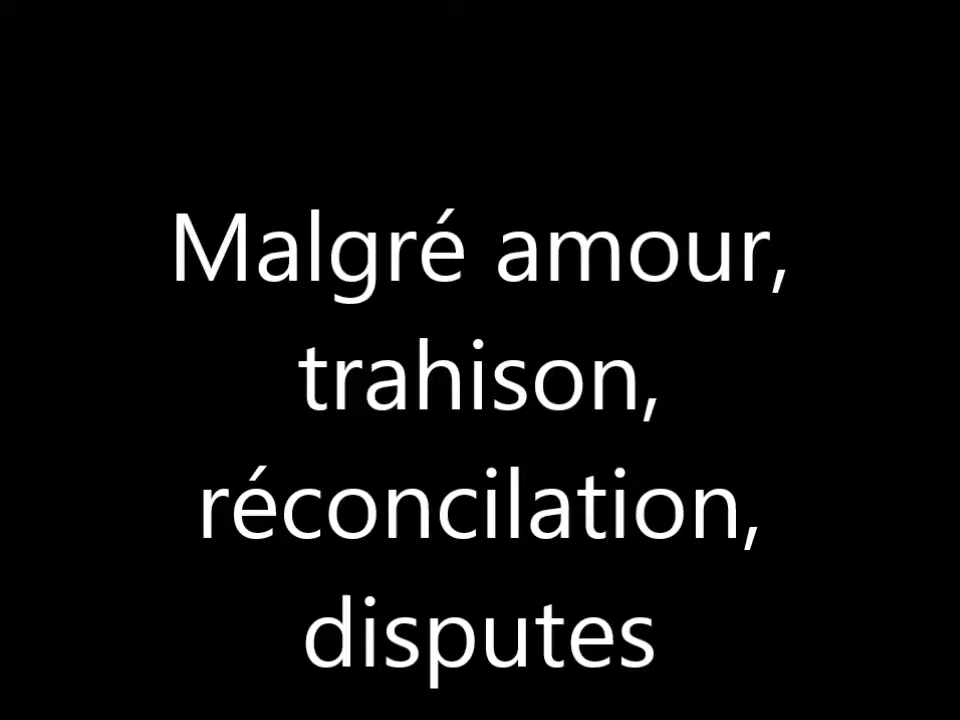 Malgré amour,
trahison,
réconcilation,
disputes